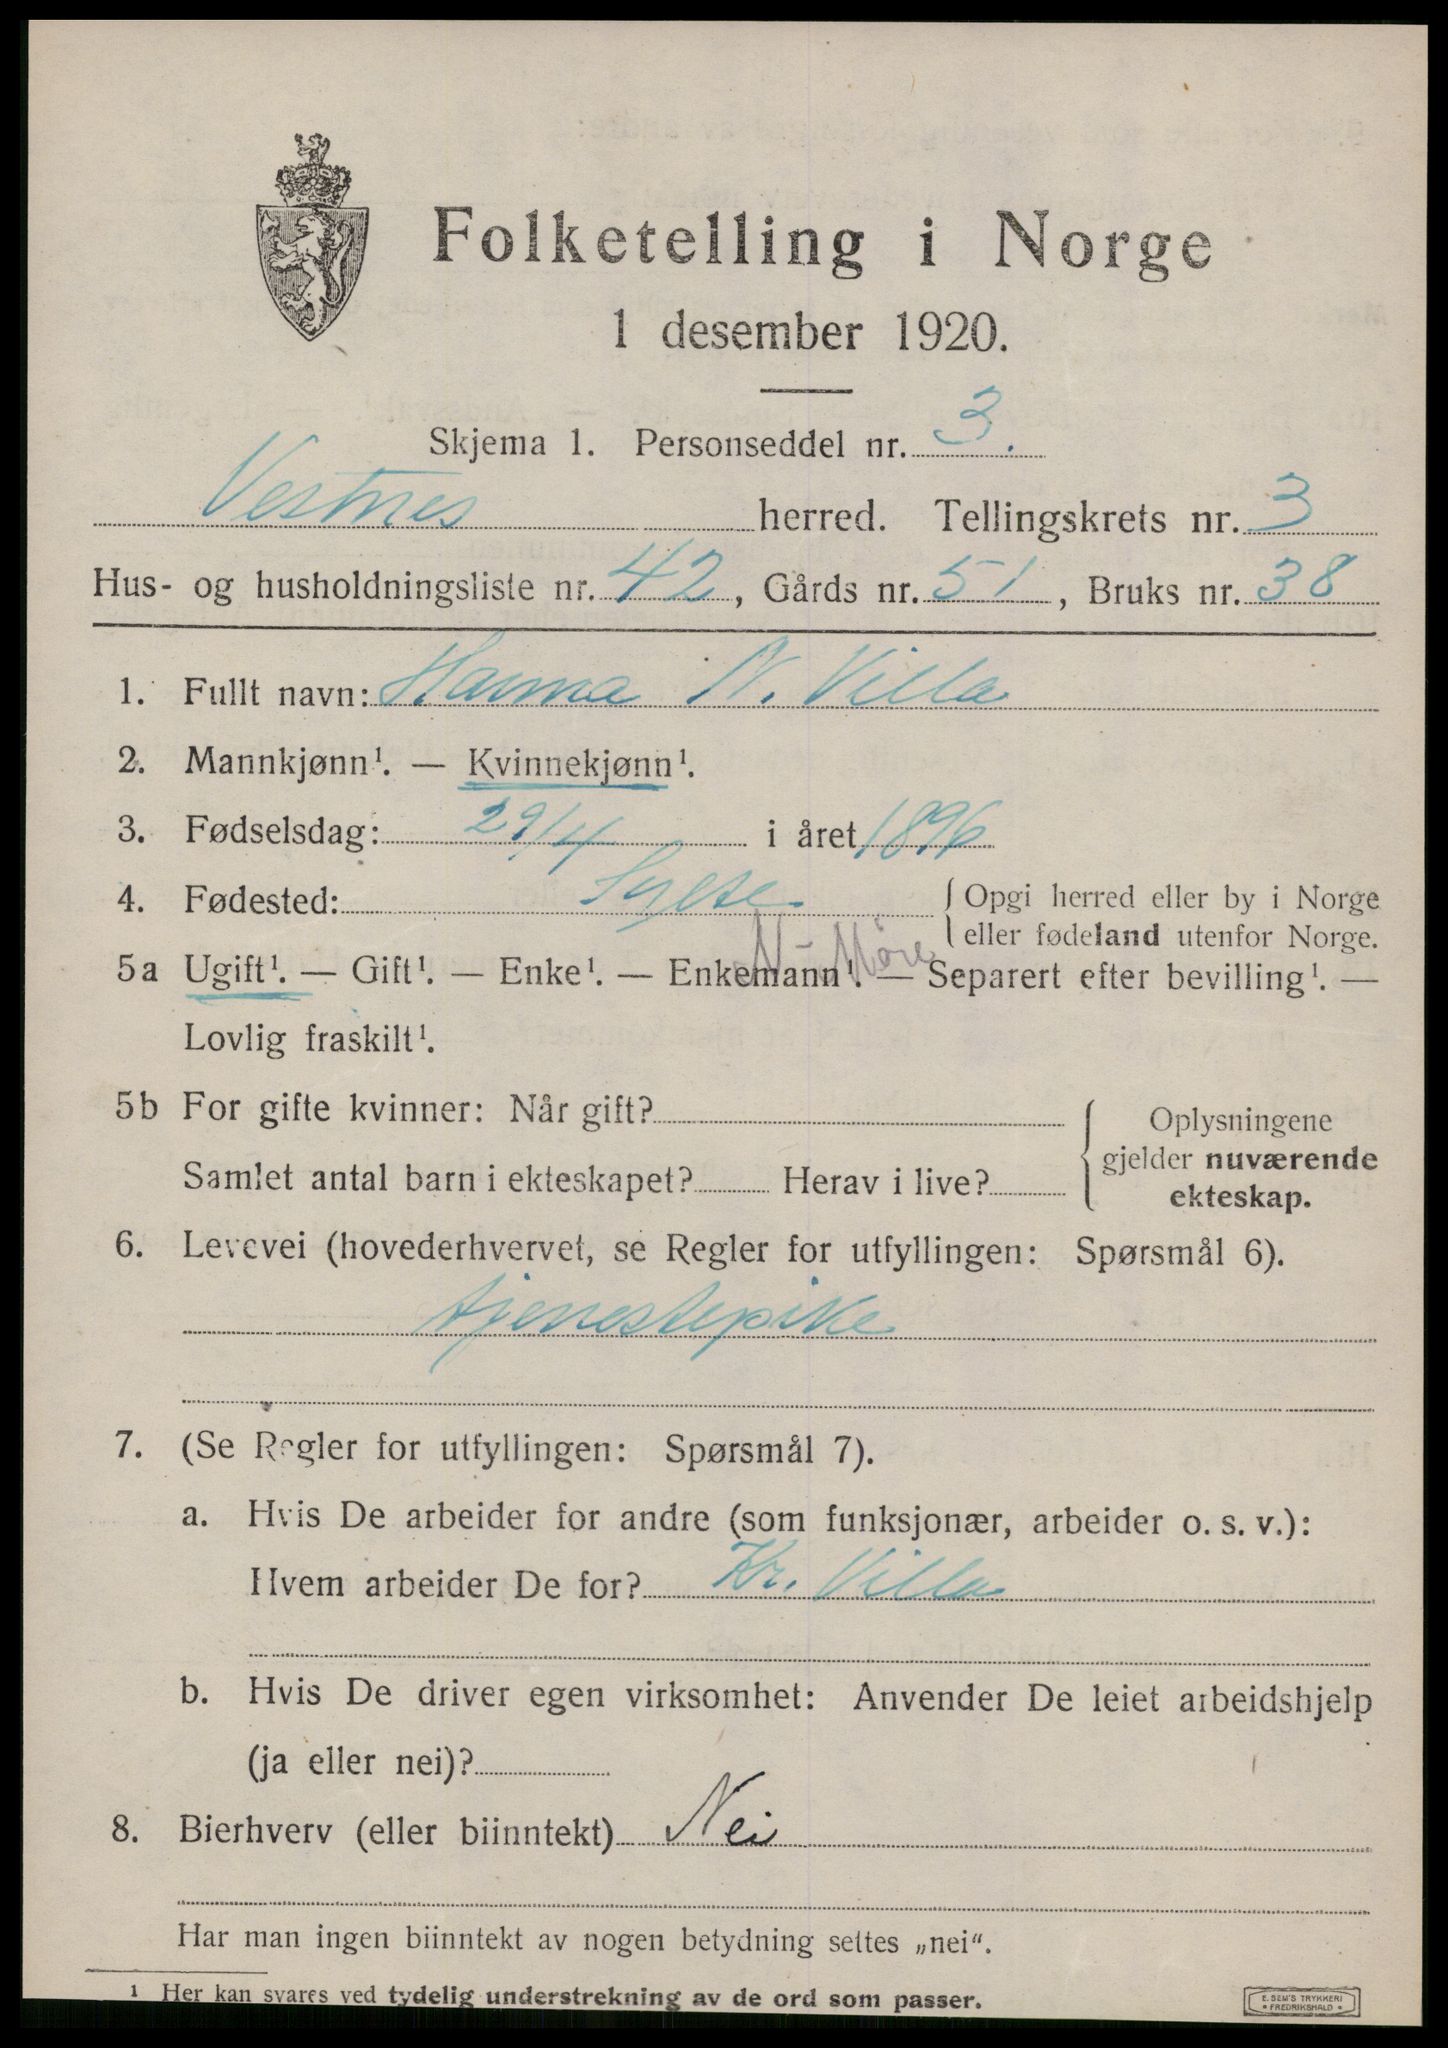 Folketelling i Norge
1 desember 1920.
Skjema 1. Personseddel nr. 3.
Vestnes herred. Tellingskrets nr. 3
Hus- og husholdningsliste nr. 42, Gårds nr. 51, Bruks nr. 38
1. Fullt navn: Hanna N. Villa
2. Mannkjønn¹. — Kvinnekjønn¹.
3. Fødselsdag: 29/4 i året 1896
4. Fødested: Sylte { Opgi herred eller by i Norge
eller fødeland utenfor Norge.
N-Møre
5a Ugift¹. — Gift¹. — Enke¹. — Enkemann¹. — Separert efter bevilling¹. —
Lovlig fraskilt¹.
5b For gifte kvinner: Når gift? { Oplysningene
gjelder nuværende
Samlet antal barn i ekteskapet? Herav i live? ekteskap.
6. Levevei (hovederhvervet, se Regler for utfyllingen: Spørsmål 6).
tjenestepike
7. (Se Regler for utfyllingen: Spørsmål 7).
a. Hvis De arbeider for andre (som funksjonær, arbeider o. s. v.):
Hvem arbeider De for? Kr. Villa
b. Hvis De driver egen virksomhet: Anvender De leiet arbeidshjelp
(ja eller nei)?
8. Bierhverv (eller biinntekt) Nei
Har man ingen biinntekt av nogen betydning settes „nei“.
¹ Her kan svares ved tydelig understrekning av de ord som passer.
E. SEM'S TRYKKERI
• FREDRIKSHALD •